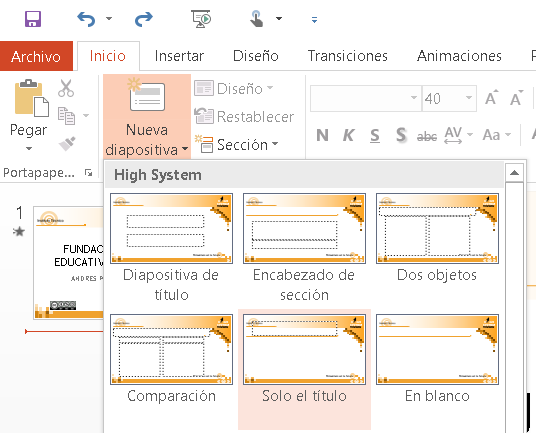 Archivo Inicio Insertar Diseño Transiciones Animaciones
Pegar
Nueva diapositiva
Diseño
Restablecer
Sección
40
N K S S abc AV Aa
A A
Portapape...
High System
Diapositiva de título
Encabezado de sección
Dos objetos
Comparación
Solo el título
En blanco
1
FUNDAC
EDUCATIV
ANDRES P